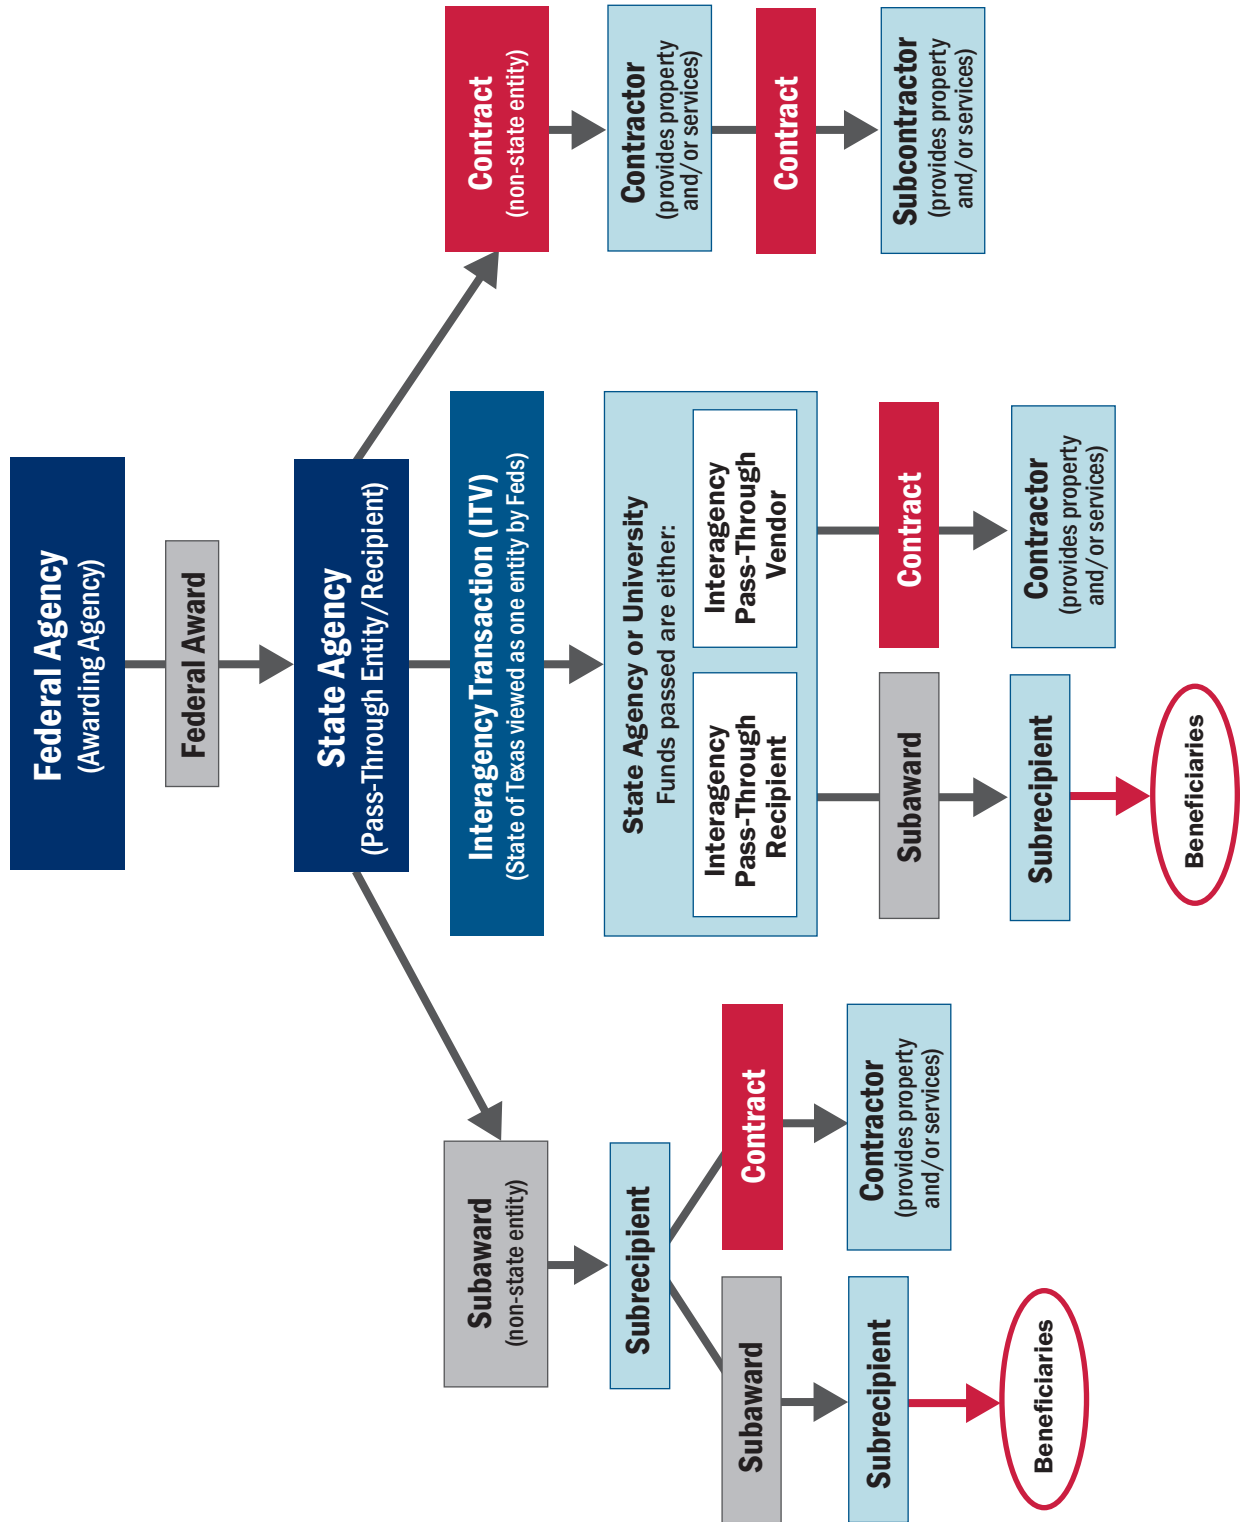 Federal Agency
(Awarding Agency)
Federal Award
State Agency
(Pass-Through Entity/Recipient)
Subaward
(non-state entity)
Subrecipient
Subaward
Subrecipient
Beneficiaries
Contract
Contractor
(provides property
and/or services)
Interagency Transaction (ITV)
(State of Texas viewed as one entity by Feds)
State Agency or University
Funds passed are either:
Interagency
Pass-Through
Recipient
Interagency
Pass-Through
Vendor
Subaward
Subrecipient
Beneficiaries
Contract
Contractor
(provides property
and/or services)
Contract
(non-state entity)
Contractor
(provides property
and/or services)
Contract
Subcontractor
(provides property
and/or services)